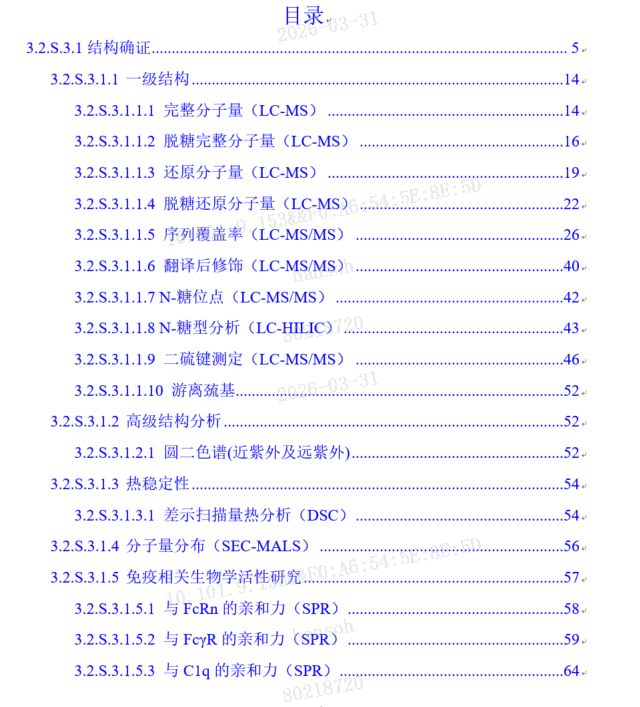 目录
3.2.S.3.1 结构确证 5
3.2.S.3.1.1 一级结构 14
3.2.S.3.1.1.1 完整分子量（LC-MS） 14
3.2.S.3.1.1.2 脱糖完整分子量（LC-MS） 16
3.2.S.3.1.1.3 还原分子量（LC-MS） 19
3.2.S.3.1.1.4 脱糖还原分子量（LC-MS） 22
3.2.S.3.1.1.5 序列覆盖率（LC-MS/MS） 26
3.2.S.3.1.1.6 翻译后修饰（LC-MS/MS） 40
3.2.S.3.1.1.7 N-糖位点（LC-MS/MS） 42
3.2.S.3.1.1.8 N-糖型分析（LC-HILIC） 43
3.2.S.3.1.1.9 二硫键测定（LC-MS/MS） 46
3.2.S.3.1.1.10 游离巯基 52
3.2.S.3.1.2 高级结构分析 52
3.2.S.3.1.2.1 圆二色谱(近紫外及远紫外) 52
3.2.S.3.1.3 热稳定性 54
3.2.S.3.1.3.1 差示扫描量热分析（DSC） 54
3.2.S.3.1.4 分子量分布（SEC-MALS） 56
3.2.S.3.1.5 免疫相关生物学活性研究 57
3.2.S.3.1.5.1 与 FcRn 的亲和力（SPR） 58
3.2.S.3.1.5.2 与 FcγR 的亲和力（SPR） 59
3.2.S.3.1.5.3 与 C1q 的亲和力（SPR） 64
2026-03-31
80218720
2026-03-31
80218720